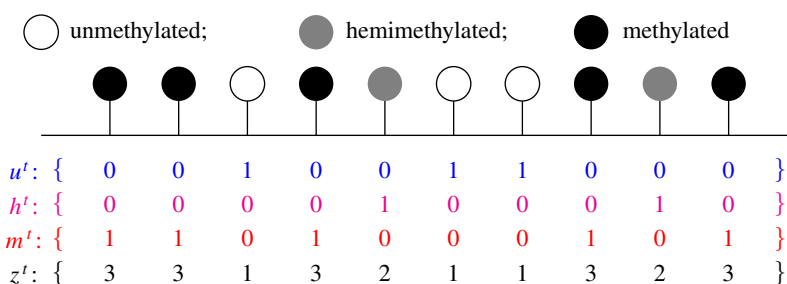 unmethylated; hemimethylated; methylated
u^t: { 0 0 1 0 0 1 1 0 0 0 }
h^t: { 0 0 0 0 1 0 0 0 1 0 }
m^t: { 1 1 0 1 0 0 0 1 0 1 }
z^t: { 3 3 1 3 2 1 1 3 2 3 }